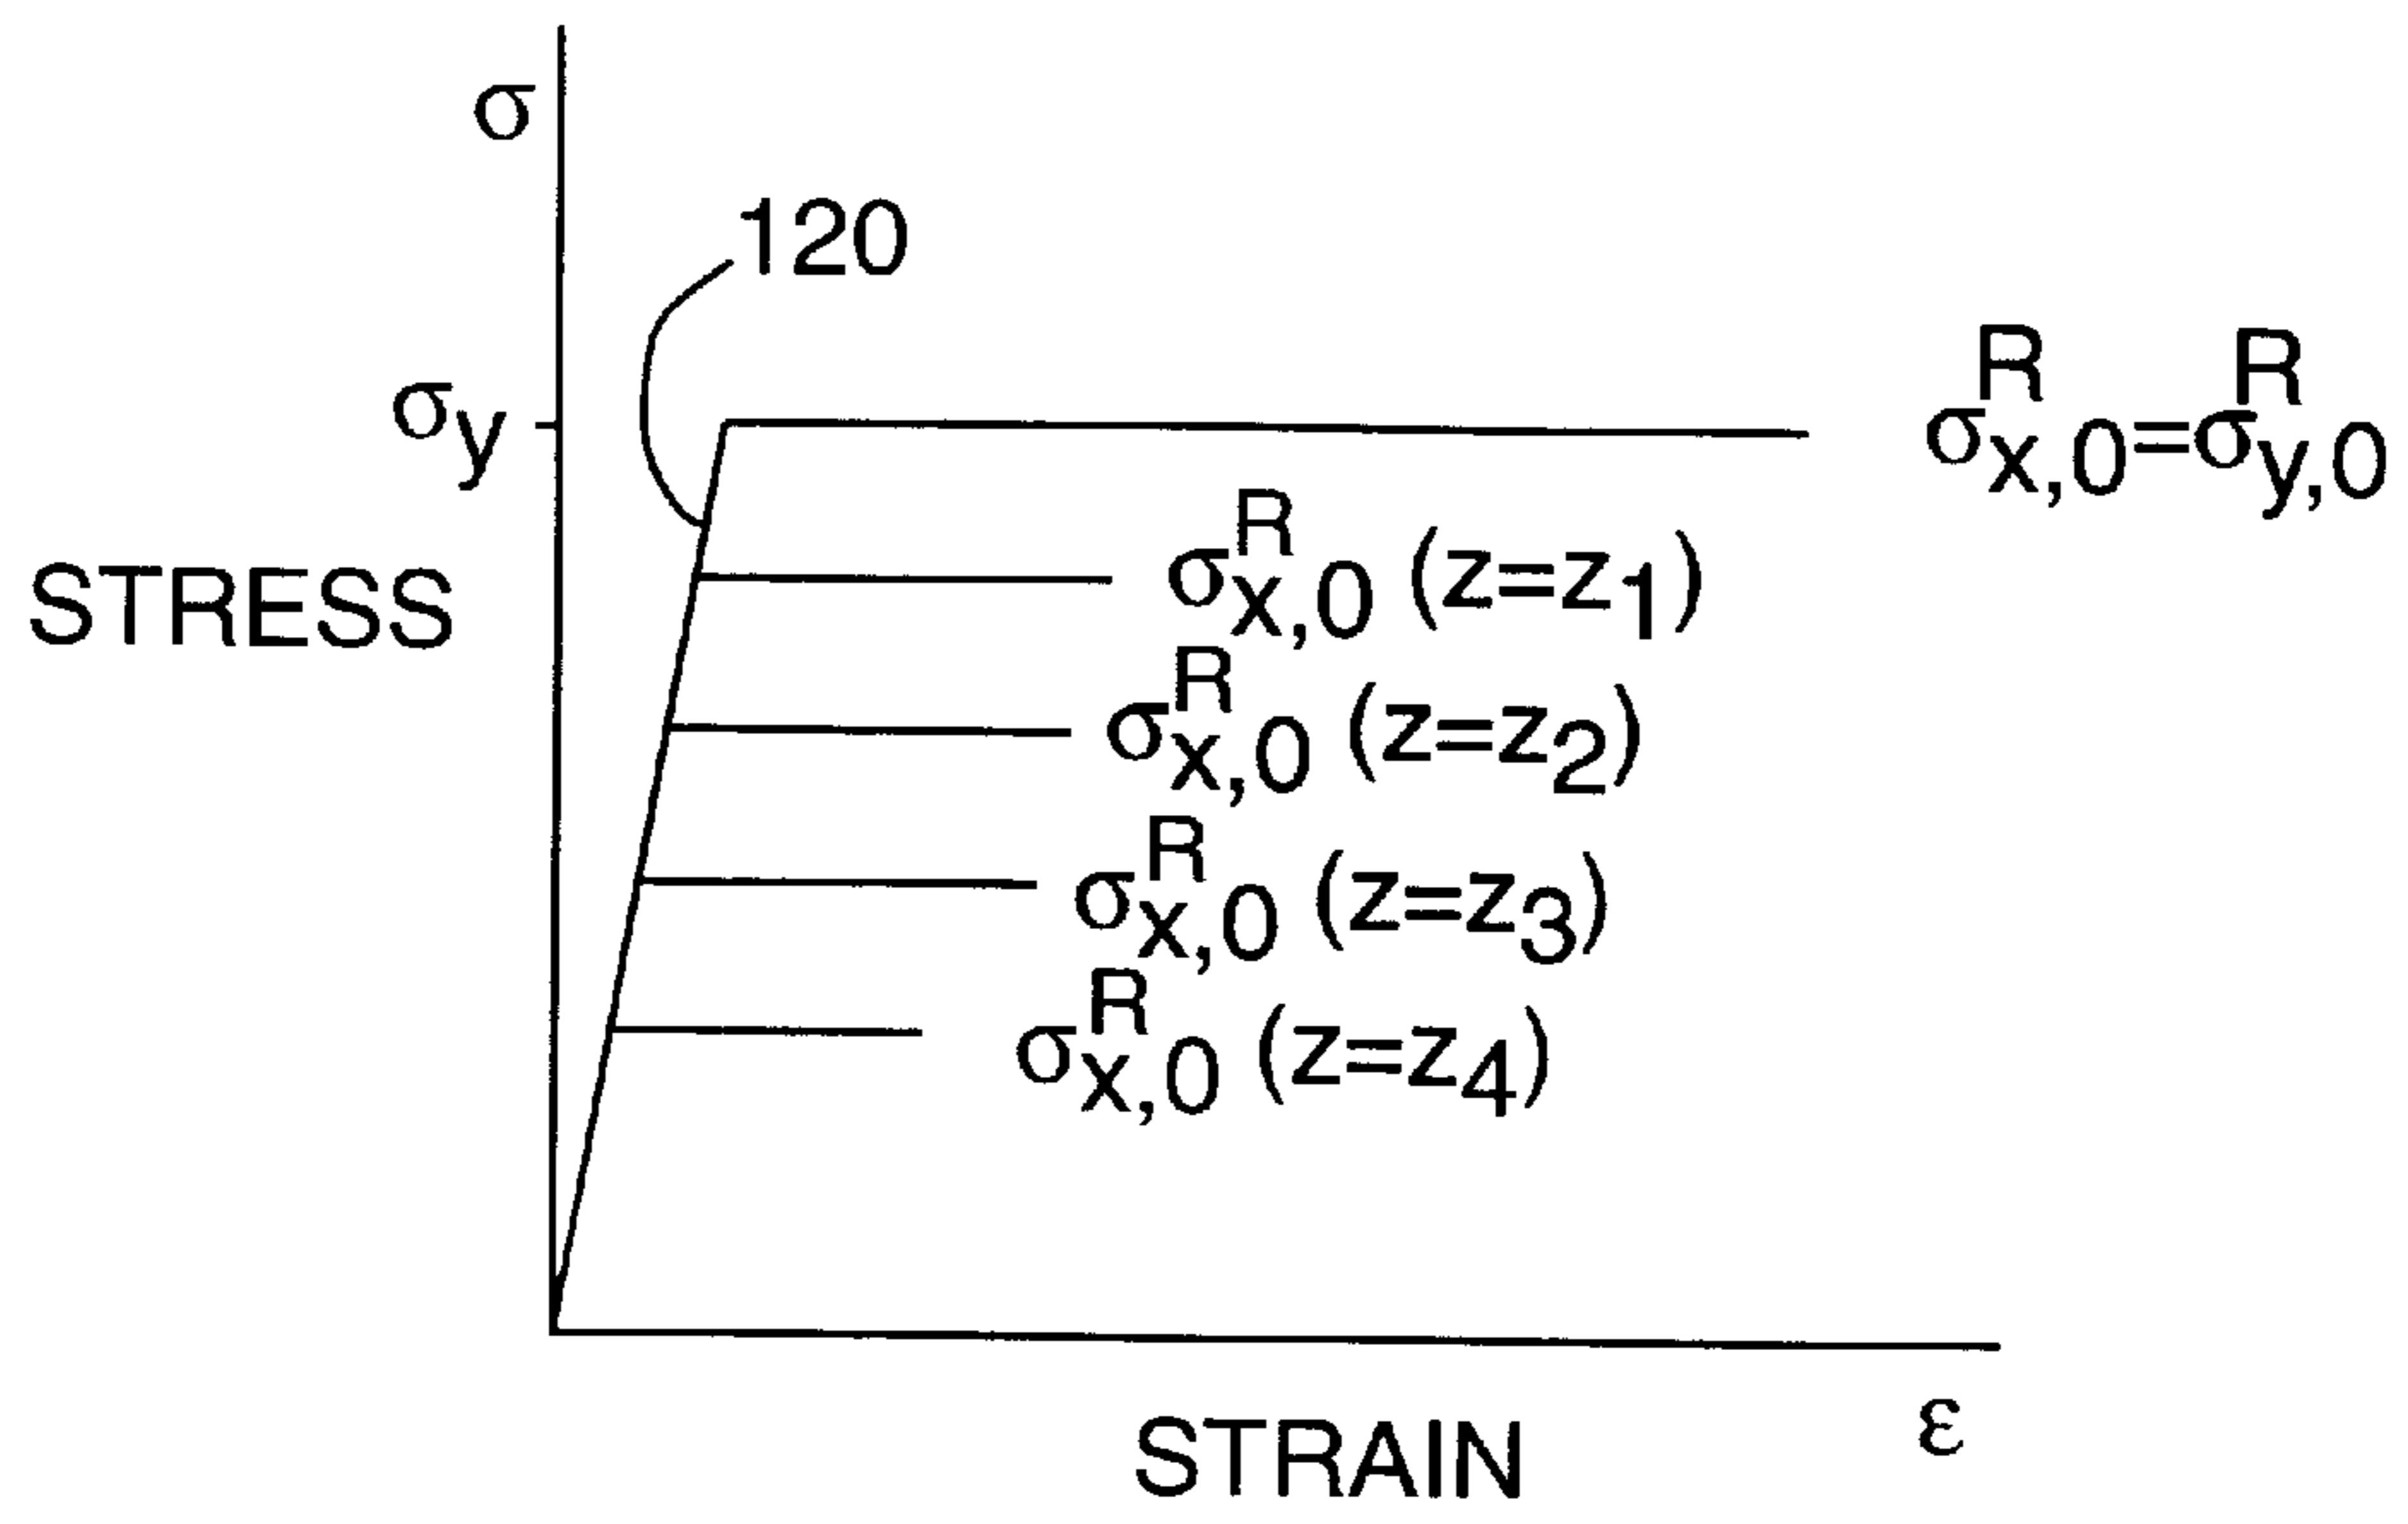 σ
120
σy
σ^R_x,0=σ^R_y,0
STRESS
σ^R_x,0 (z=z1)
σ^R_x,0 (z=z2)
σ^R_x,0 (z=z3)
σ^R_x,0 (z=z4)
STRAIN
ε